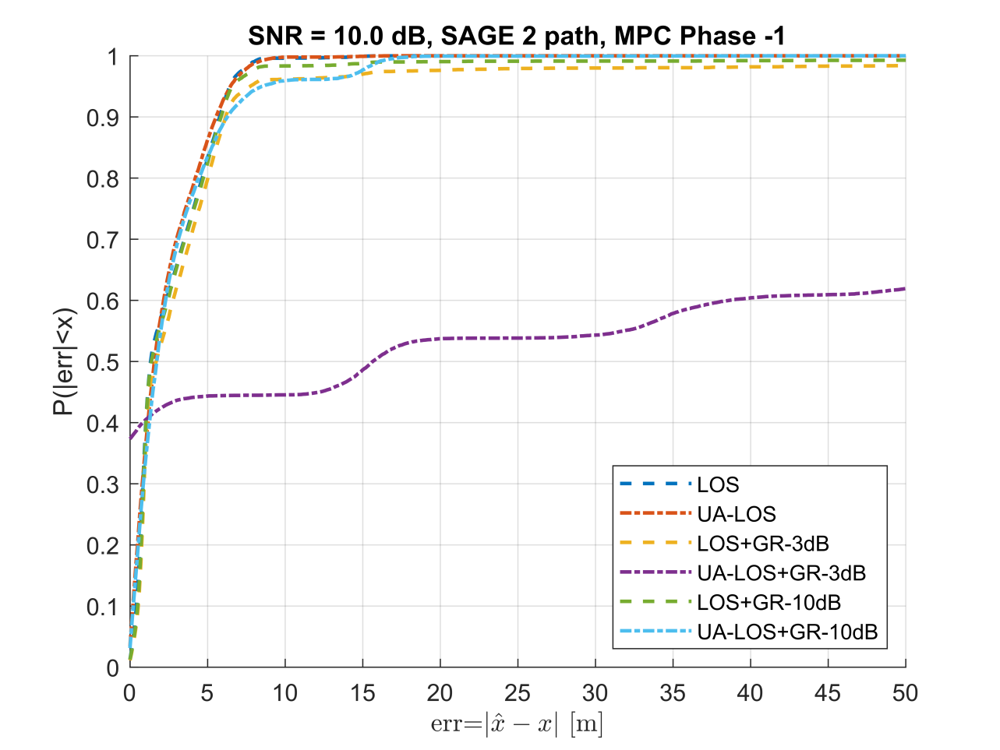 SNR = 10.0 dB, SAGE 2 path, MPC Phase -1
1
0.9
0.8
0.7
0.6
0.5
0.4
0.3
0.2
0.1
0
P(|err|<x)
LOS
UA-LOS
LOS+GR-3dB
UA-LOS+GR-3dB
LOS+GR-10dB
UA-LOS+GR-10dB
0 5 10 15 20 25 30 35 40 45 50
err=|x̂ − x| [m]